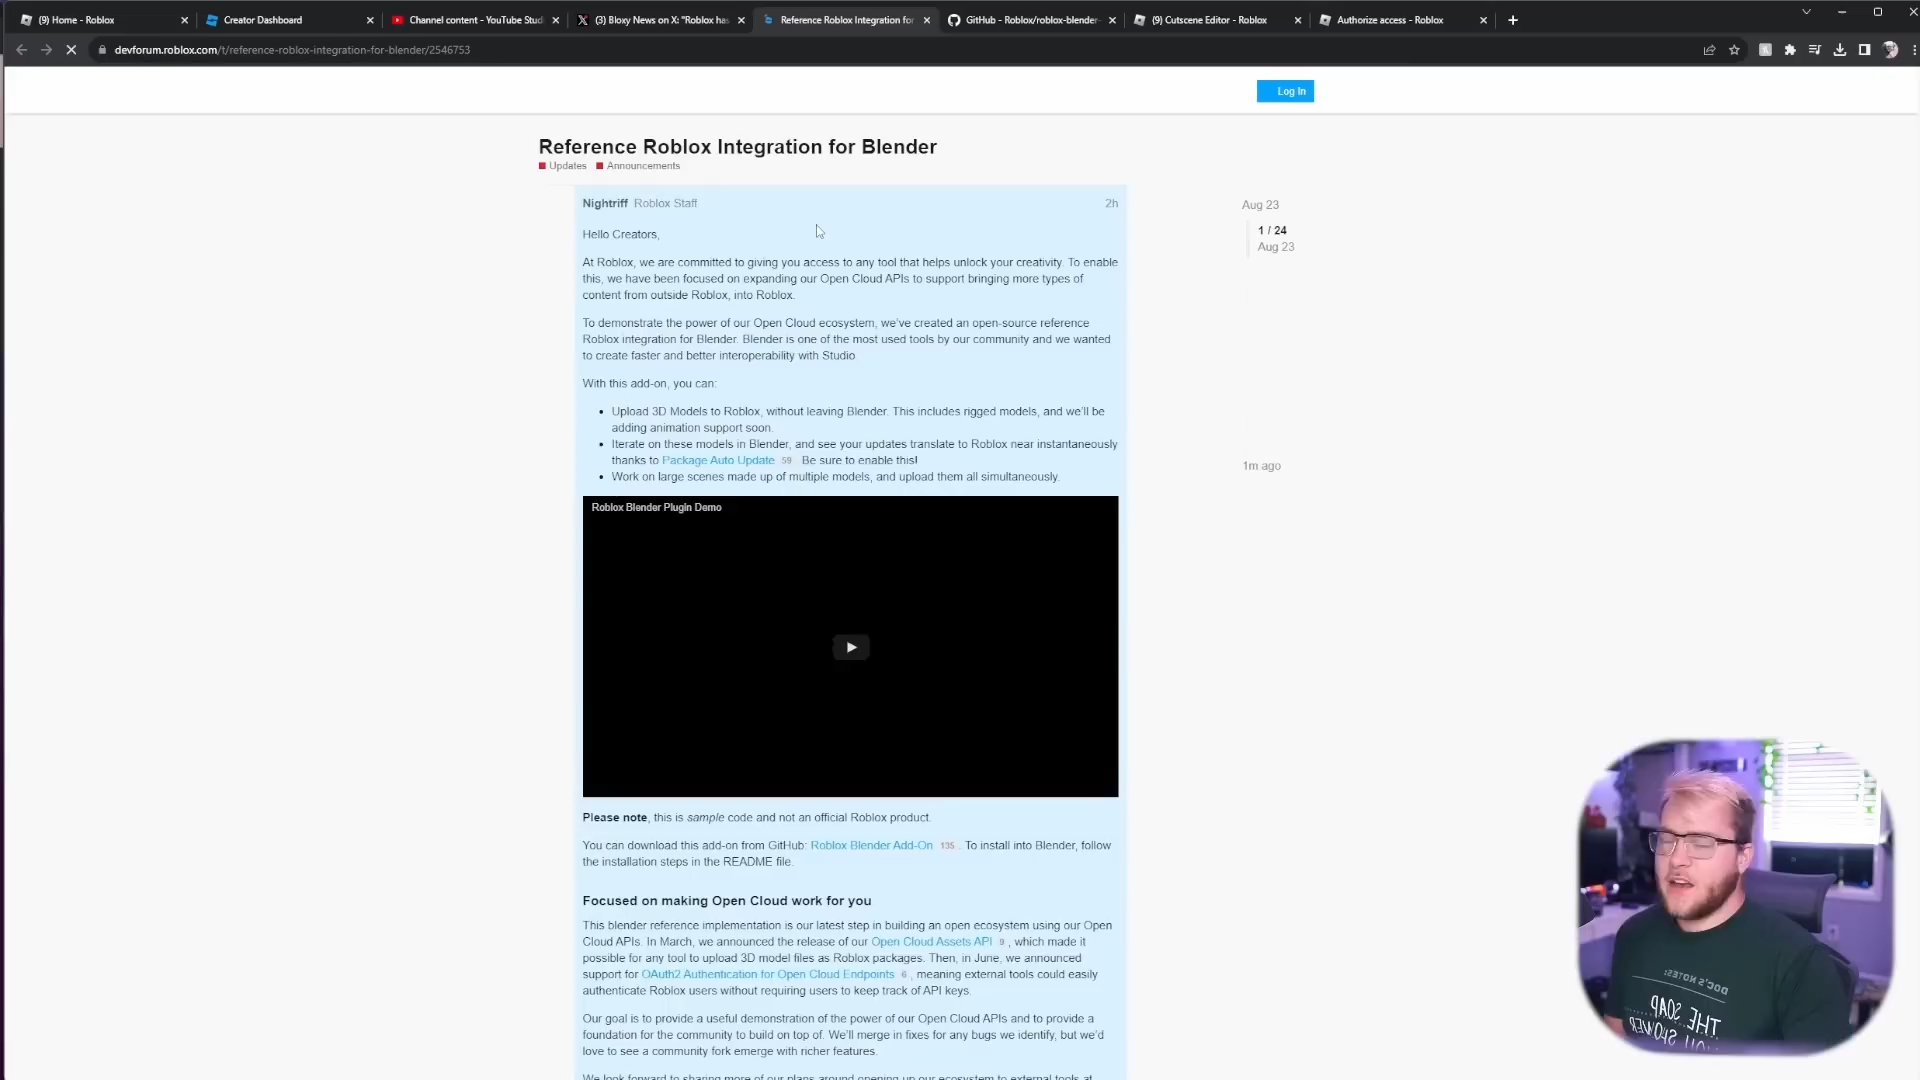 (9) Home - Roblox
Creator Dashboard
Channel content - YouTube Studi
(3) Bloxy News on X: "Roblox has
Reference Roblox Integration for
GitHub - Roblox/roblox-blender-
(9) Cutscene Editor - Roblox
Authorize access - Roblox
devforum.roblox.com/t/reference-roblox-integration-for-blender/2546753
Log In
Reference Roblox Integration for Blender
Updates Announcements
Nightriff Roblox Staff 2h
Hello Creators,
At Roblox, we are committed to giving you access to any tool that helps unlock your creativity. To enable
this, we have been focused on expanding our Open Cloud APIs to support bringing more types of
content from outside Roblox, into Roblox.
To demonstrate the power of our Open Cloud ecosystem, we've created an open-source reference
Roblox integration for Blender. Blender is one of the most used tools by our community and we wanted
to create faster and better interoperability with Studio
With this add-on, you can:
• Upload 3D Models to Roblox, without leaving Blender. This includes rigged models, and we'll be
adding animation support soon.
• Iterate on these models in Blender, and see your updates translate to Roblox near instantaneously
thanks to Package Auto Update 59 . Be sure to enable this!
• Work on large scenes made up of multiple models, and upload them all simultaneously.
Roblox Blender Plugin Demo
Please note, this is sample code and not an official Roblox product.
You can download this add-on from GitHub: Roblox Blender Add-On 135 . To install into Blender, follow
the installation steps in the README file.
Focused on making Open Cloud work for you
This blender reference implementation is our latest step in building an open ecosystem using our Open
Cloud APIs. In March, we announced the release of our Open Cloud Assets API 9 , which made it
possible for any tool to upload 3D model files as Roblox packages. Then, in June, we announced
support for OAuth2 Authentication for Open Cloud Endpoints 6 , meaning external tools could easily
authenticate Roblox users without requiring users to keep track of API keys.
Our goal is to provide a useful demonstration of the power of our Open Cloud APIs and to provide a
foundation for the community to build on top of. We'll merge in fixes for any bugs we identify, but we'd
love to see a community fork emerge with richer features.
We look forward to sharing more of our plans around opening up our ecosystem to external tools at
Aug 23
1 / 24
Aug 23
1m ago
DOC'S NOTES:
THE SOAP